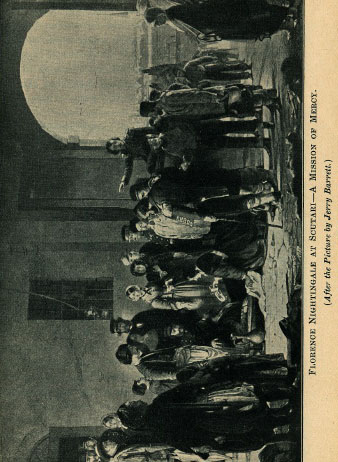 FLORENCE NIGHTINGALE AT SCUTARI—A MISSION OF MERCY.
(After the Picture by Jerry Barrett.)